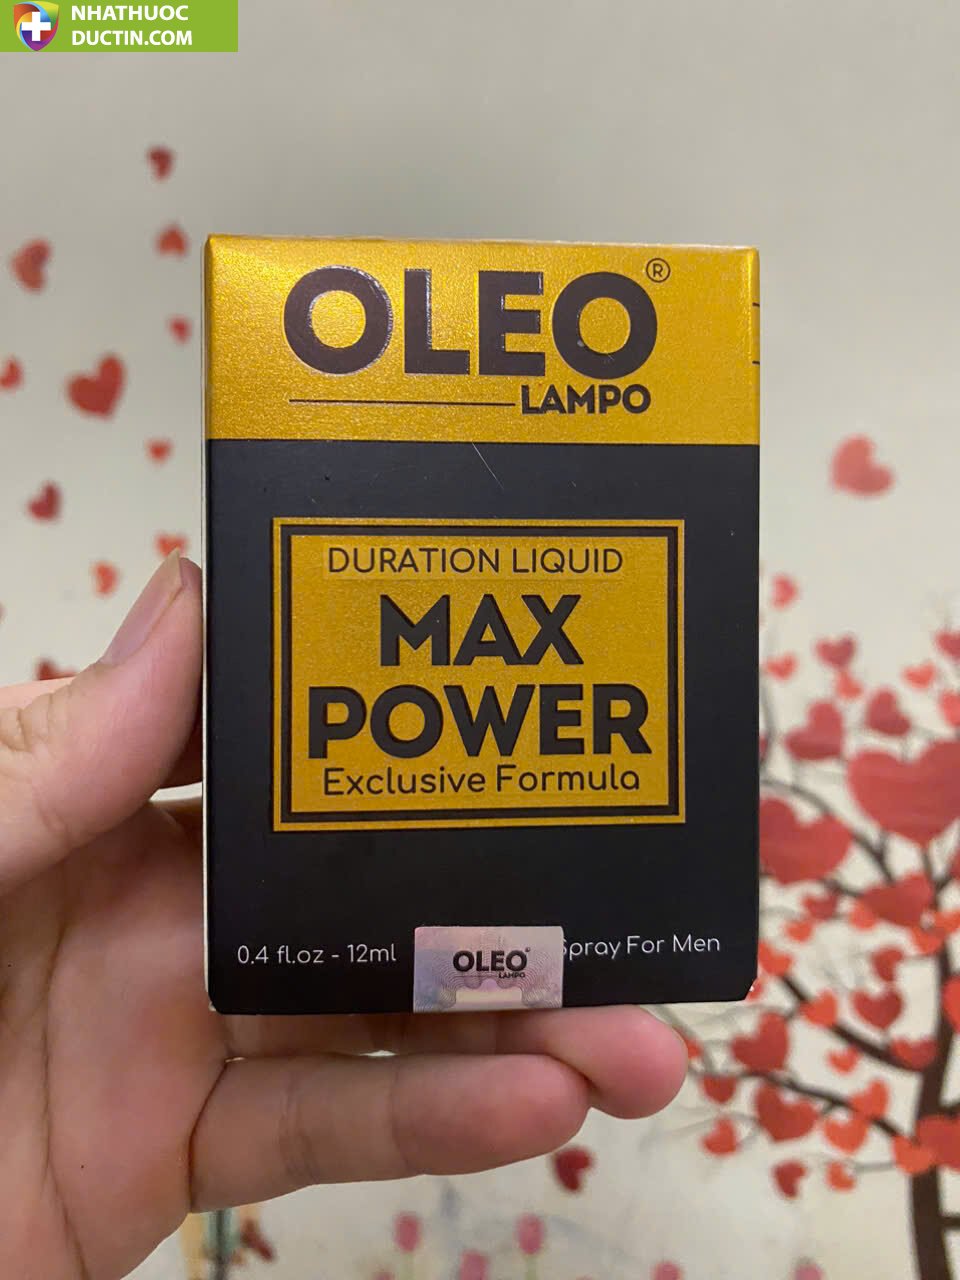 NHATHUOC
DUCTIN.COM
OLEO®
LAMPO
DURATION LIQUID
MAX
POWER
Exclusive Formula
0.4 fl.oz - 12ml
Spray For Men
OLEO
LAMPO